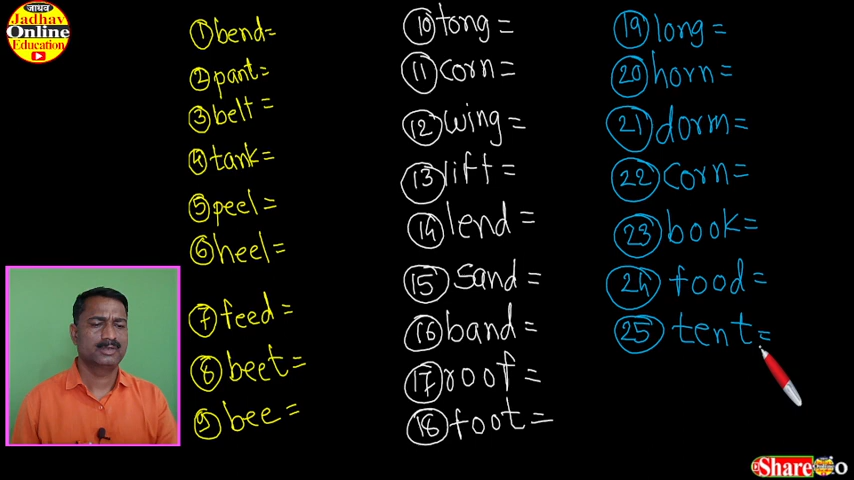 जाधव
Jadhav
Online
Education
① bend=
② pant=
③ belt=
④ tank=
⑤ peel=
⑥ heel=
⑦ feed=
⑧ beet=
⑨ bee=
⑩ tong=
⑪ corn=
⑫ wing=
⑬ lift=
⑭ lend=
⑮ sand=
⑯ band=
⑰ roof=
⑱ foot=
⑲ long=
⑳ horn=
㉑ dorm=
㉒ corn=
㉓ book=
㉔ food=
㉕ tent=
Share